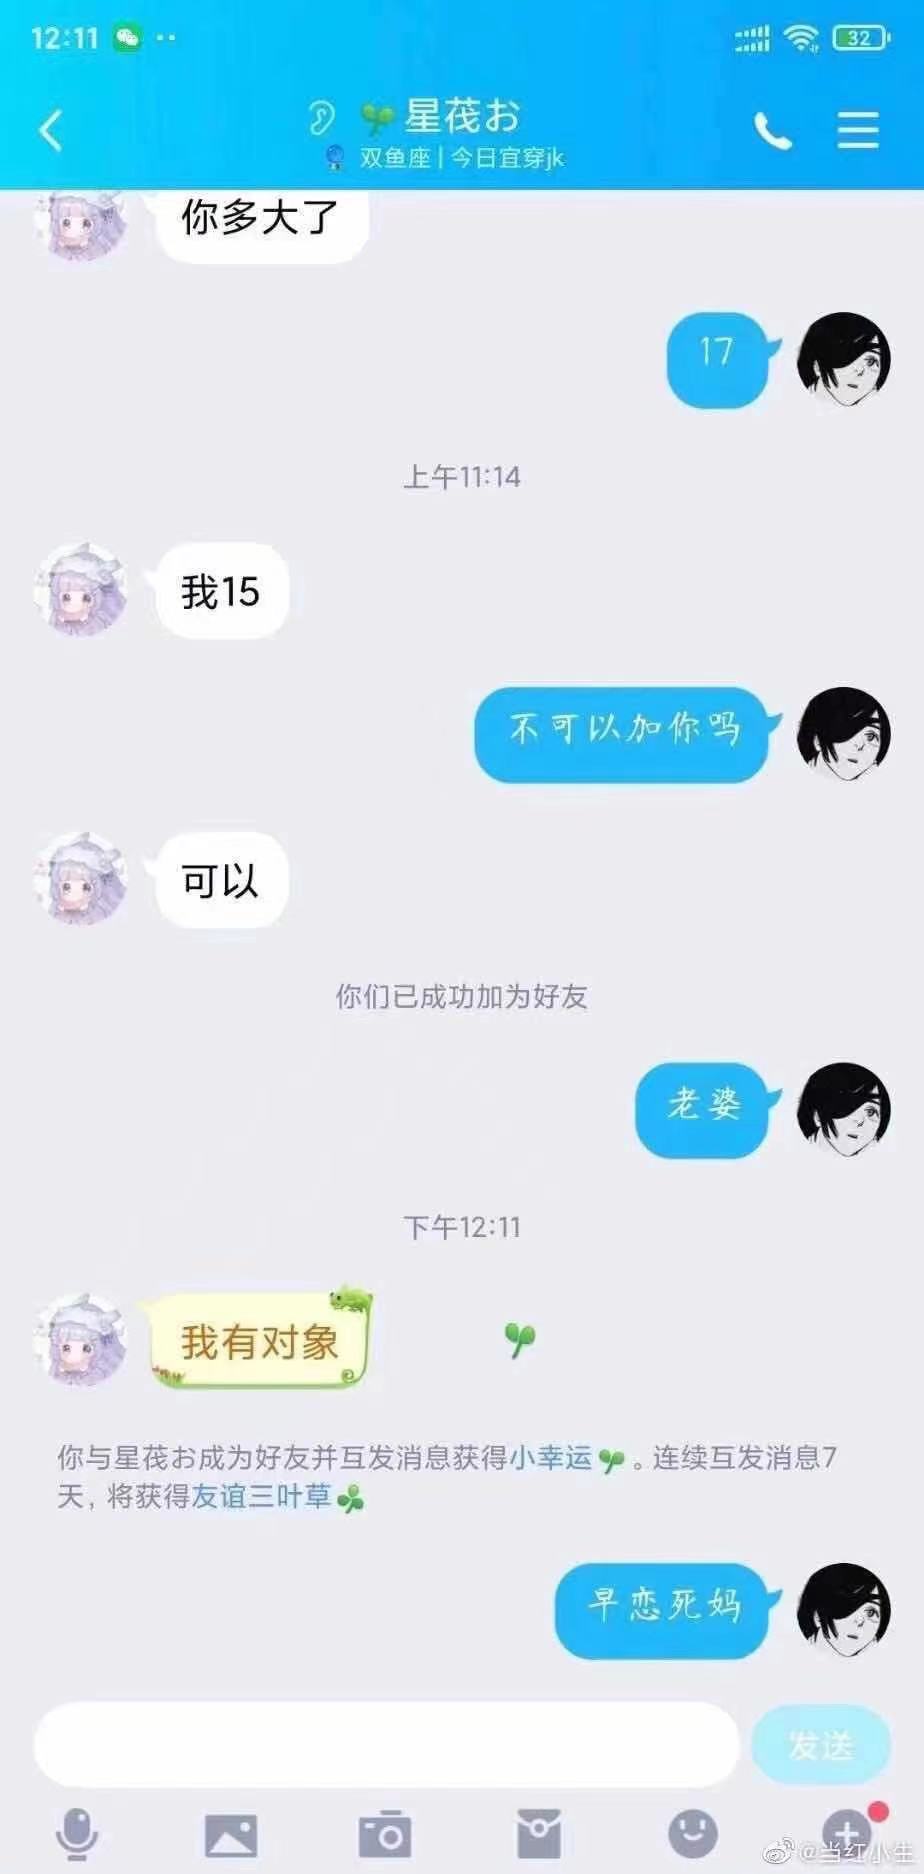 12:11
32
星茷お
双鱼座 | 今日宜穿jk
你多大了
17
上午11:14
我15
不可以加你吗
可以
你们已成功加为好友
老婆
下午12:11
我有对象
你与星茷お成为好友并互发消息获得小幸运。连续互发消息7
天，将获得友谊三叶草
早恋死妈
发送
@当红小生